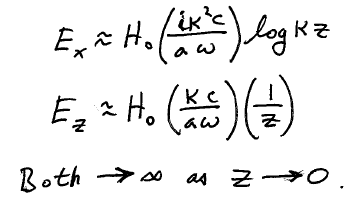 E_x ≈ H_0 (iK²c / aω) log Kz
E_z ≈ H_0 (Kc / aω) (1/z)
Both → ∞ as z → 0.